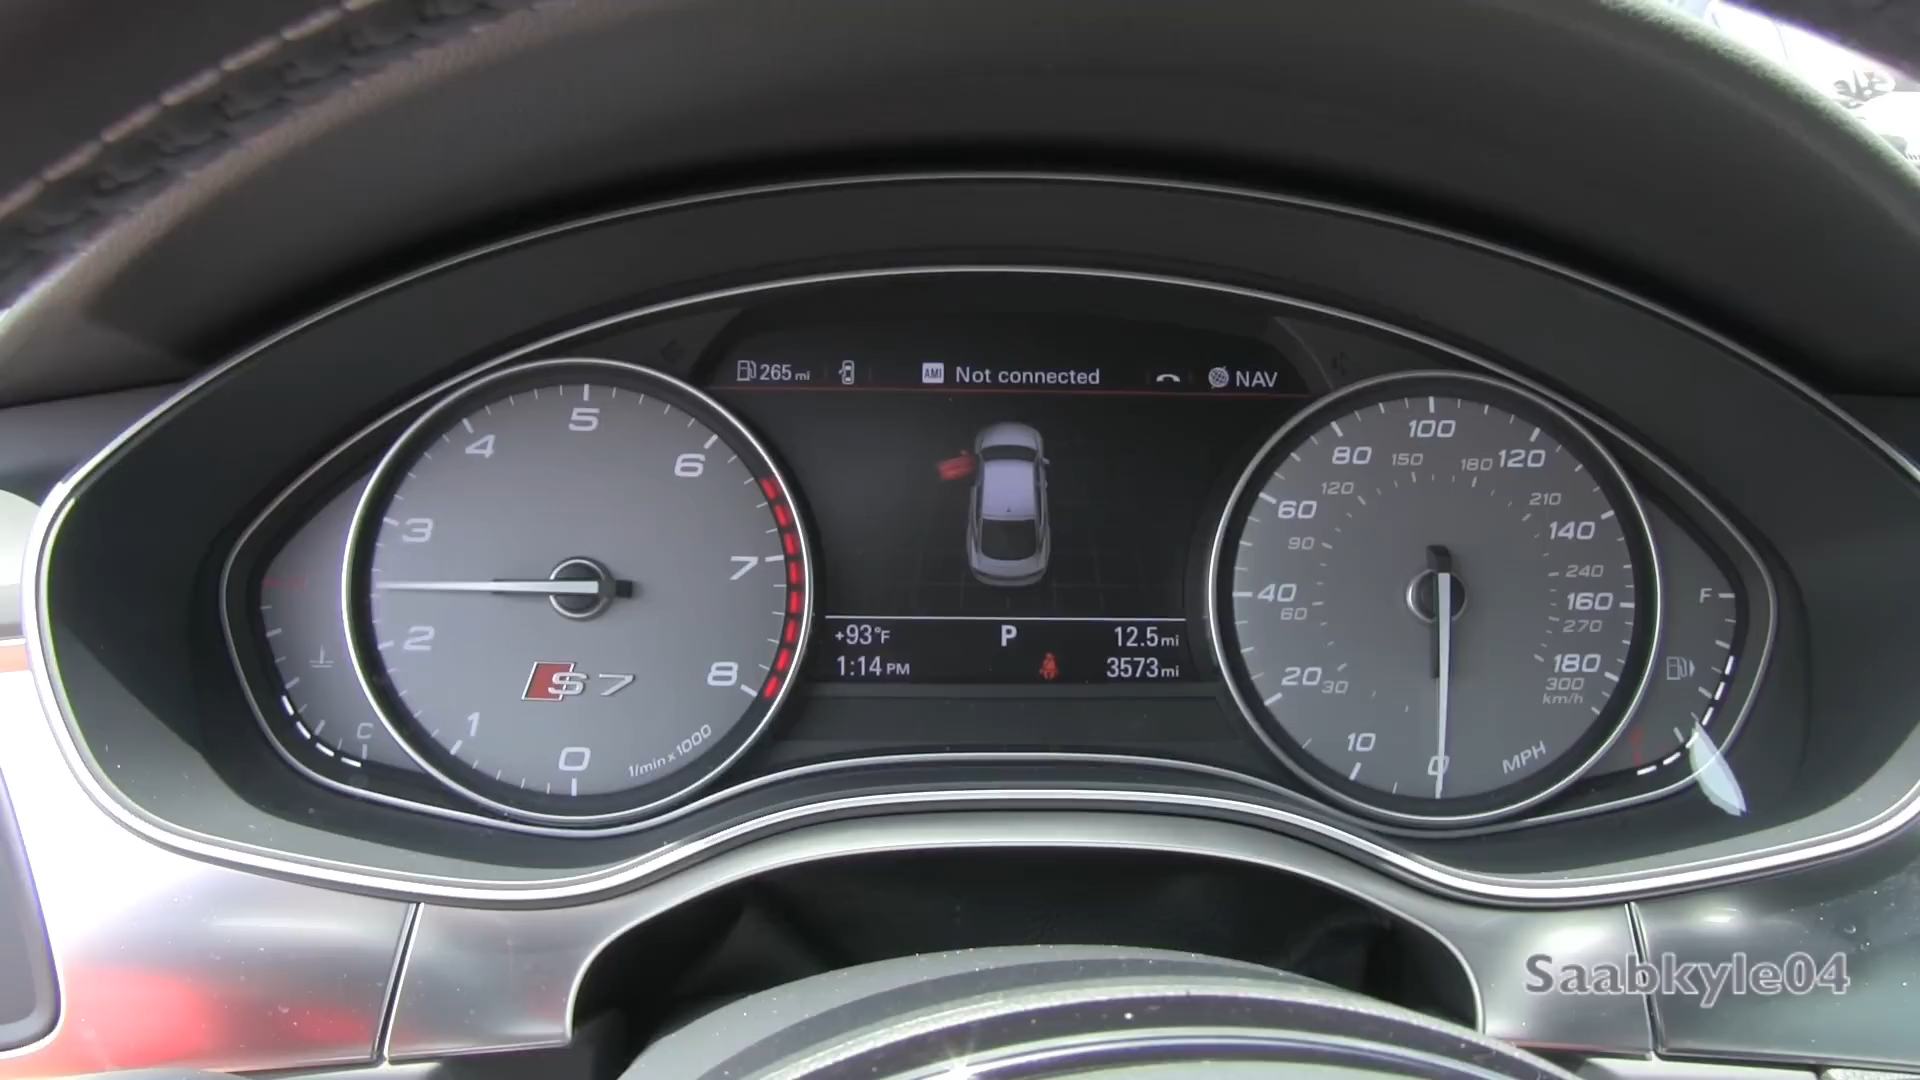 265 mi
AMI Not connected
NAV
0
1
2
3
4
5
6
7
8
1/min x 1000
S7
C
+93°F
P
12.5 mi
1:14 PM
3573 mi
0
10
20
40
60
80
100
120
140
160
180
MPH
30
60
90
120
150
180
210
240
270
300
km/h
F
Saabkyle04